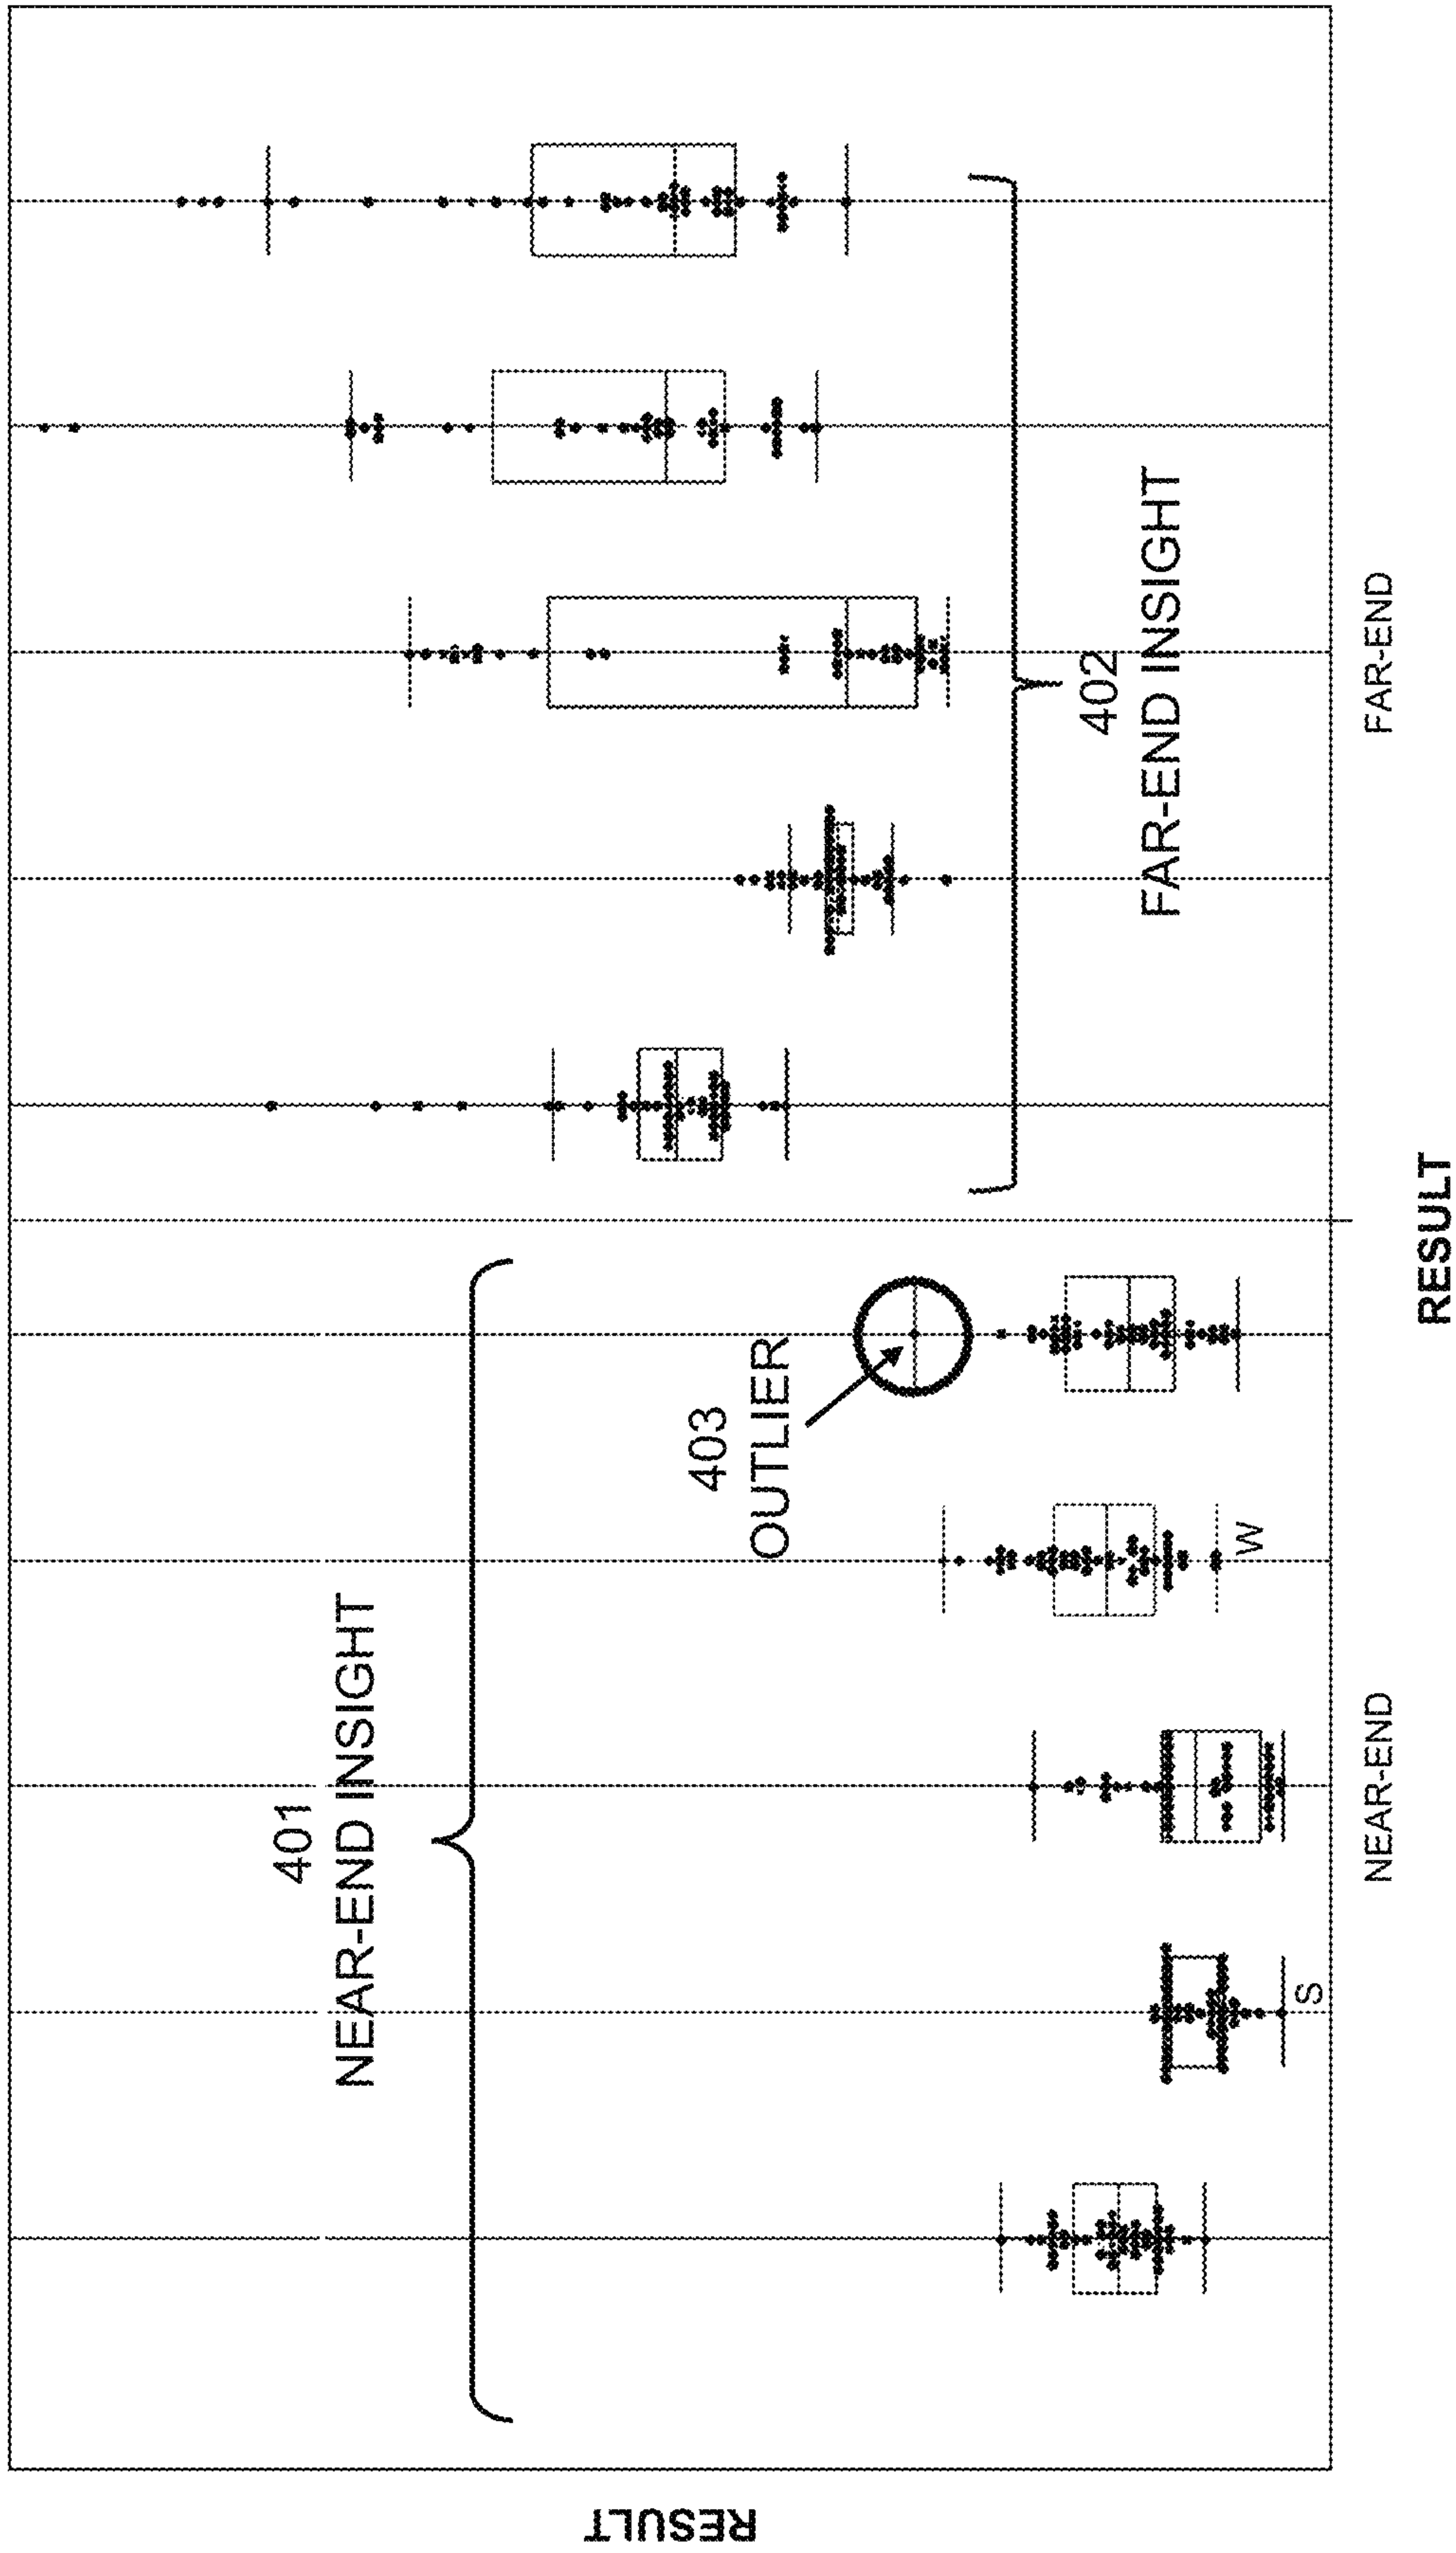 401
NEAR-END INSIGHT
403
OUTLIER
402
FAR-END INSIGHT
S
W
NEAR-END
FAR-END
RESULT
RESULT